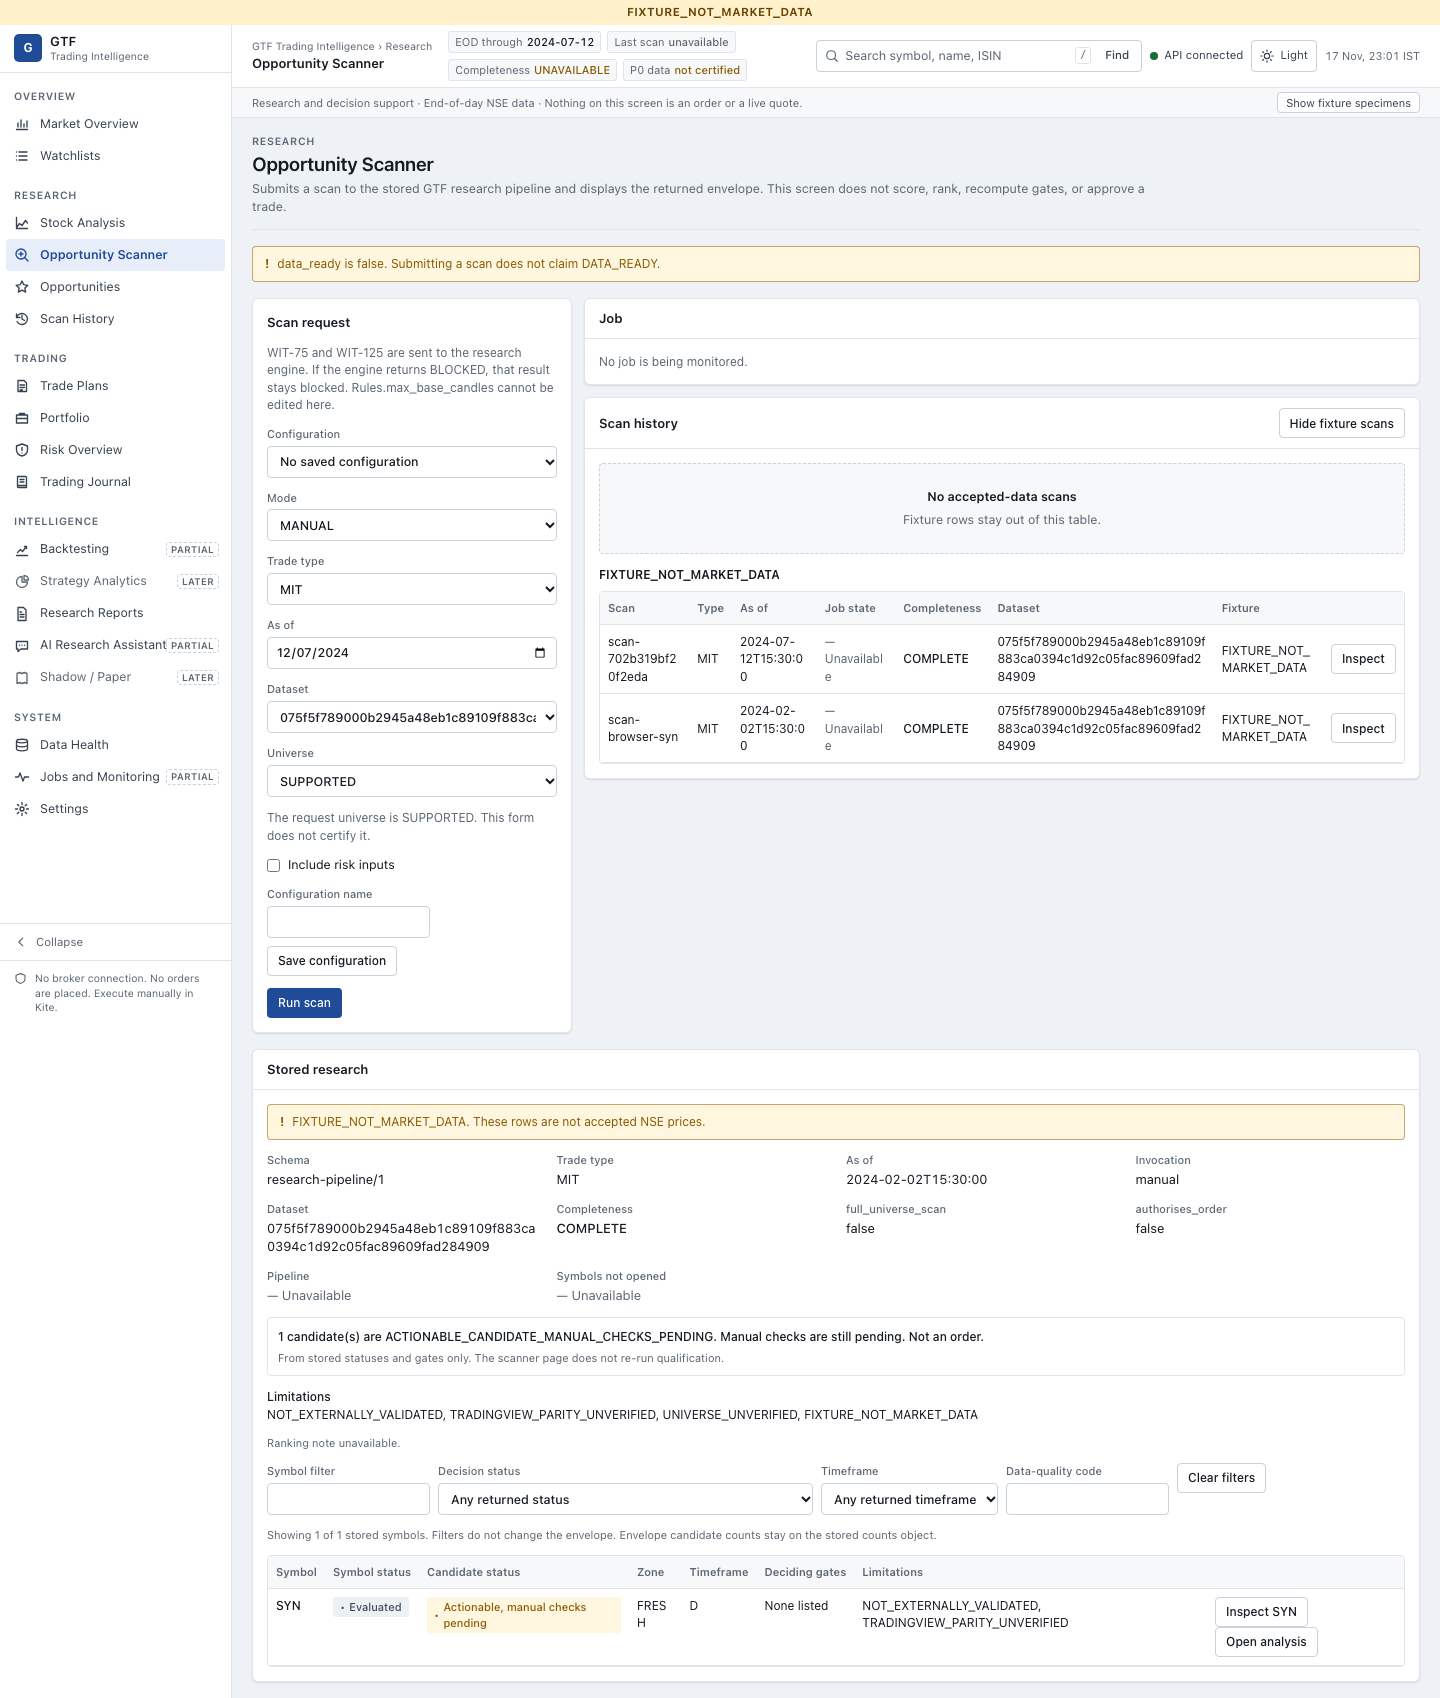 FIXTURE_NOT_MARKET_DATA
G
GTF
Trading Intelligence
OVERVIEW
Market Overview
Watchlists
RESEARCH
Stock Analysis
Opportunity Scanner
Opportunities
Scan History
TRADING
Trade Plans
Portfolio
Risk Overview
Trading Journal
INTELLIGENCE
Backtesting PARTIAL
Strategy Analytics LATER
Research Reports
AI Research Assistant PARTIAL
Shadow / Paper LATER
SYSTEM
Data Health
Jobs and Monitoring PARTIAL
Settings
Collapse
No broker connection. No orders
are placed. Execute manually in
Kite.
GTF Trading Intelligence › Research
Opportunity Scanner
EOD through 2024-07-12
Last scan unavailable
Completeness UNAVAILABLE
P0 data not certified
Search symbol, name, ISIN / Find
API connected
Light
17 Nov, 23:01 IST
Research and decision support · End-of-day NSE data · Nothing on this screen is an order or a live quote.
Show fixture specimens
RESEARCH
Opportunity Scanner
Submits a scan to the stored GTF research pipeline and displays the returned envelope. This screen does not score, rank, recompute gates, or approve a
trade.
! data_ready is false. Submitting a scan does not claim DATA_READY.
Scan request
WIT-75 and WIT-125 are sent to the research
engine. If the engine returns BLOCKED, that result
stays blocked. Rules.max_base_candles cannot be
edited here.
Configuration
No saved configuration
Mode
MANUAL
Trade type
MIT
As of
12/07/2024
Dataset
075f5f789000b2945a48eb1c89109f883ca
Universe
SUPPORTED
The request universe is SUPPORTED. This form
does not certify it.
Include risk inputs
Configuration name
Save configuration
Run scan
Job
No job is being monitored.
Scan history
Hide fixture scans
No accepted-data scans
Fixture rows stay out of this table.
FIXTURE_NOT_MARKET_DATA
Scan Type As of Job state Completeness Dataset Fixture
scan-
702b319bf2
0f2eda
MIT
2024-07-
12T15:30:0
0
—
Unavailabl
e
COMPLETE
075f5f789000b2945a48eb1c89109f
883ca0394c1d92c05fac89609fad2
84909
FIXTURE_NOT_
MARKET_DATA
Inspect
scan-
browser-syn
MIT
2024-02-
02T15:30:0
0
—
Unavailabl
e
COMPLETE
075f5f789000b2945a48eb1c89109f
883ca0394c1d92c05fac89609fad2
84909
FIXTURE_NOT_
MARKET_DATA
Inspect
Stored research
! FIXTURE_NOT_MARKET_DATA. These rows are not accepted NSE prices.
Schema
research-pipeline/1
Trade type
MIT
As of
2024-02-02T15:30:00
Invocation
manual
Dataset
075f5f789000b2945a48eb1c89109f883ca
0394c1d92c05fac89609fad284909
Completeness
COMPLETE
full_universe_scan
false
authorises_order
false
Pipeline
— Unavailable
Symbols not opened
— Unavailable
1 candidate(s) are ACTIONABLE_CANDIDATE_MANUAL_CHECKS_PENDING. Manual checks are still pending. Not an order.
From stored statuses and gates only. The scanner page does not re-run qualification.
Limitations
NOT_EXTERNALLY_VALIDATED, TRADINGVIEW_PARITY_UNVERIFIED, UNIVERSE_UNVERIFIED, FIXTURE_NOT_MARKET_DATA
Ranking note unavailable.
Symbol filter
Decision status
Any returned status
Timeframe
Any returned timeframe
Data-quality code
Clear filters
Showing 1 of 1 stored symbols. Filters do not change the envelope. Envelope candidate counts stay on the stored counts object.
Symbol Symbol status Candidate status Zone Timeframe Deciding gates Limitations
SYN
• Evaluated
• Actionable, manual checks
pending
FRES
H
D
None listed
NOT_EXTERNALLY_VALIDATED,
TRADINGVIEW_PARITY_UNVERIFIED
Inspect SYN
Open analysis